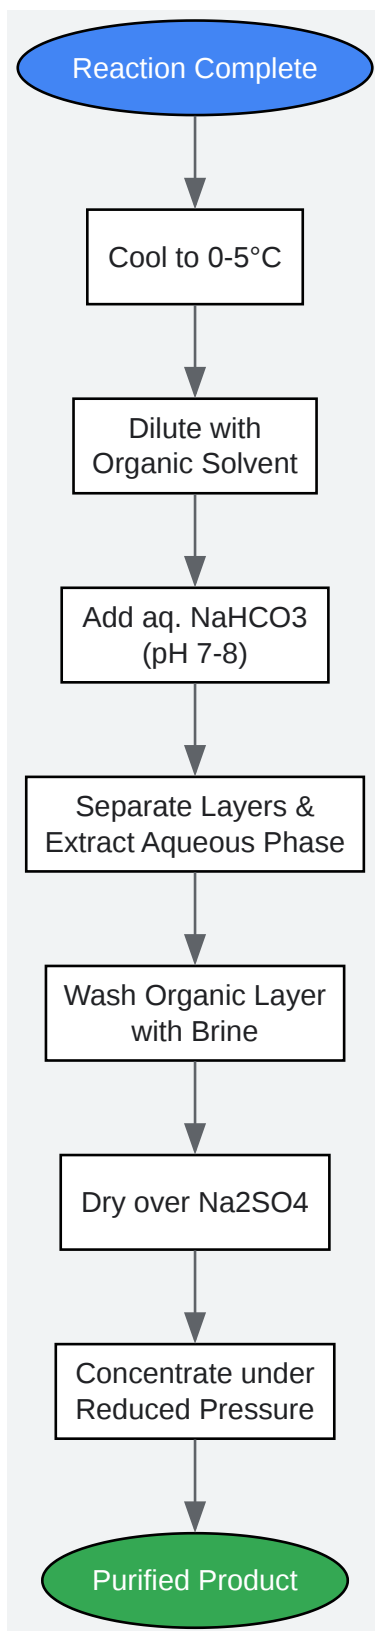 Reaction Complete
Cool to 0-5°C
Dilute with
Organic Solvent
Add aq. NaHCO3
(pH 7-8)
Separate Layers &
Extract Aqueous Phase
Wash Organic Layer
with Brine
Dry over Na2SO4
Concentrate under
Reduced Pressure
Purified Product